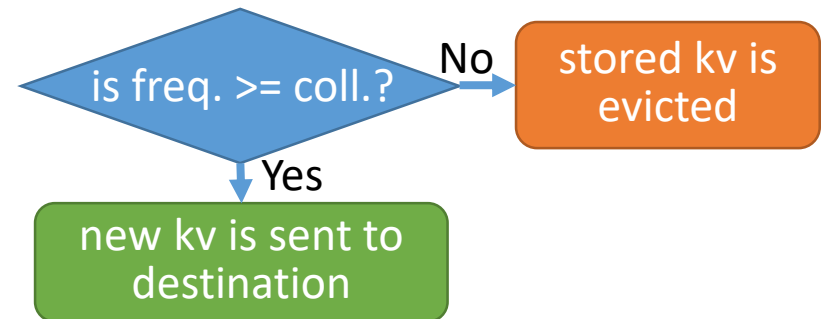 is freq. >= coll.?
No
stored kv is
evicted
Yes
new kv is sent to
destination